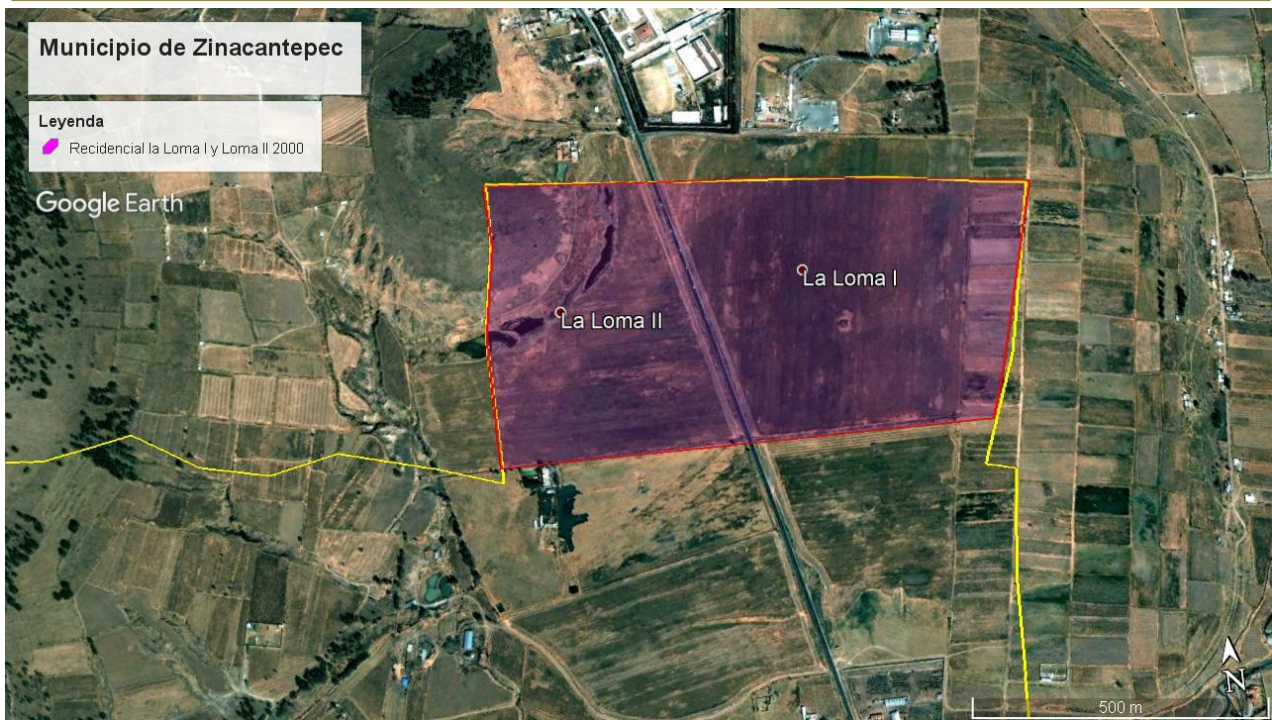 Municipio de Zinacantepec
Leyenda
Recidencial la Loma I y Loma II 2000
Google Earth
La Loma I
La Loma II
N
500 m